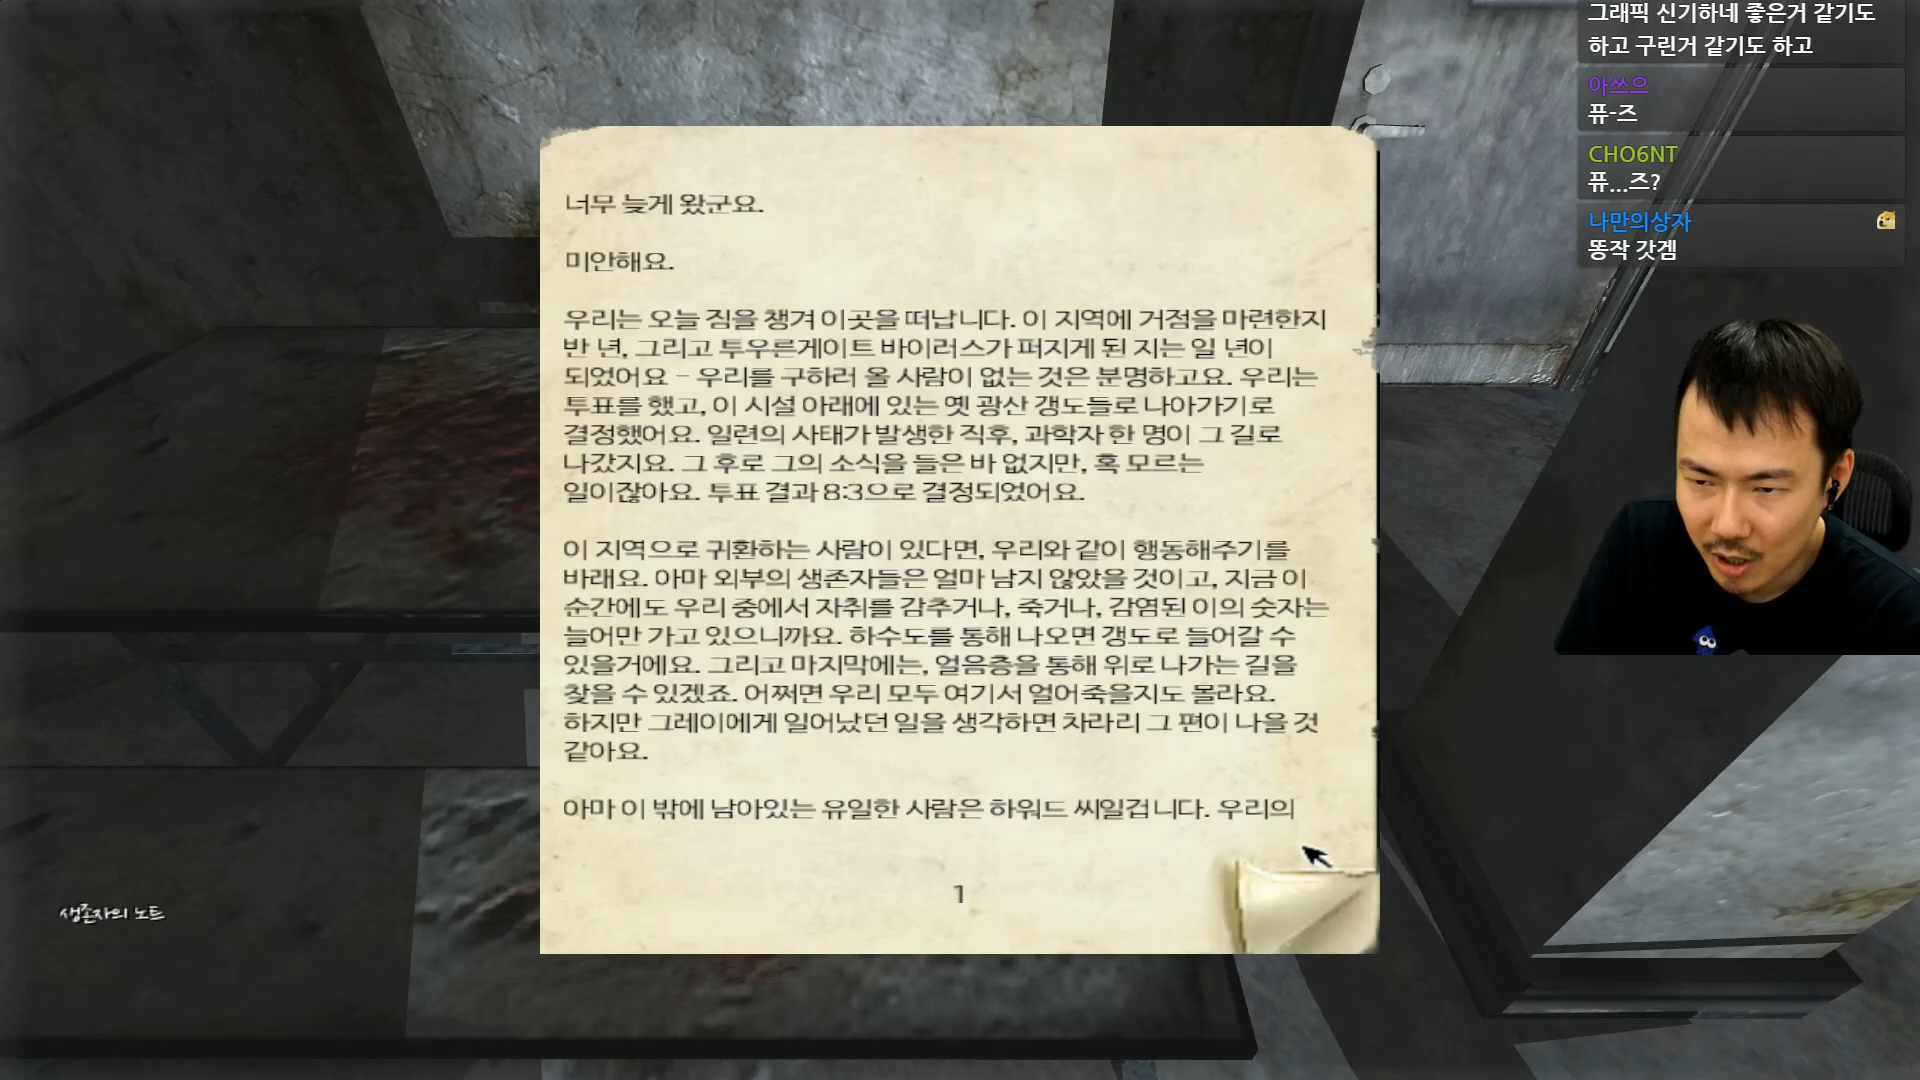 너무 늦게 왔군요.
미안해요.
우리는 오늘 짐을 챙겨 이곳을 떠납니다. 이 지역에 거점을 마련한지
반 년, 그리고 투우른게이트 바이러스가 퍼지게 된 지는 일 년이
되었어요 - 우리를 구하러 올 사람이 없는 것은 분명하고요. 우리는
투표를 했고, 이 시설 아래에 있는 옛 광산 갱도들로 나아가기로
결정했어요. 일련의 사태가 발생한 직후, 과학자 한 명이 그 길로
나갔지요. 그 후로 그의 소식을 들은 바 없지만, 혹 모르는
일이잖아요. 투표 결과 8:3으로 결정되었어요.
이 지역으로 귀환하는 사람이 있다면, 우리와 같이 행동해주기를
바래요. 아마 외부의 생존자들은 얼마 남지 않았을 것이고, 지금 이
순간에도 우리 중에서 자취를 감추거나, 죽거나, 감염된 이의 숫자는
늘어만 가고 있으니까요. 하수도를 통해 나오면 갱도로 들어갈 수
있을거에요. 그리고 마지막에는, 얼음층을 통해 위로 나가는 길을
찾을 수 있겠죠. 어쩌면 우리 모두 여기서 얼어죽을지도 몰라요.
하지만 그레이에게 일어났던 일을 생각하면 차라리 그 편이 나을 것
같아요.
아마 이 밖에 남아있는 유일한 사람은 하워드 씨일겁니다. 우리의
1
생존자의 노트
그래픽 신기하네 좋은거 같기도
하고 구린거 같기도 하고
아쓰으
퓨-즈
CHO6NT
퓨...즈?
나만의상자
똥작 갓겜